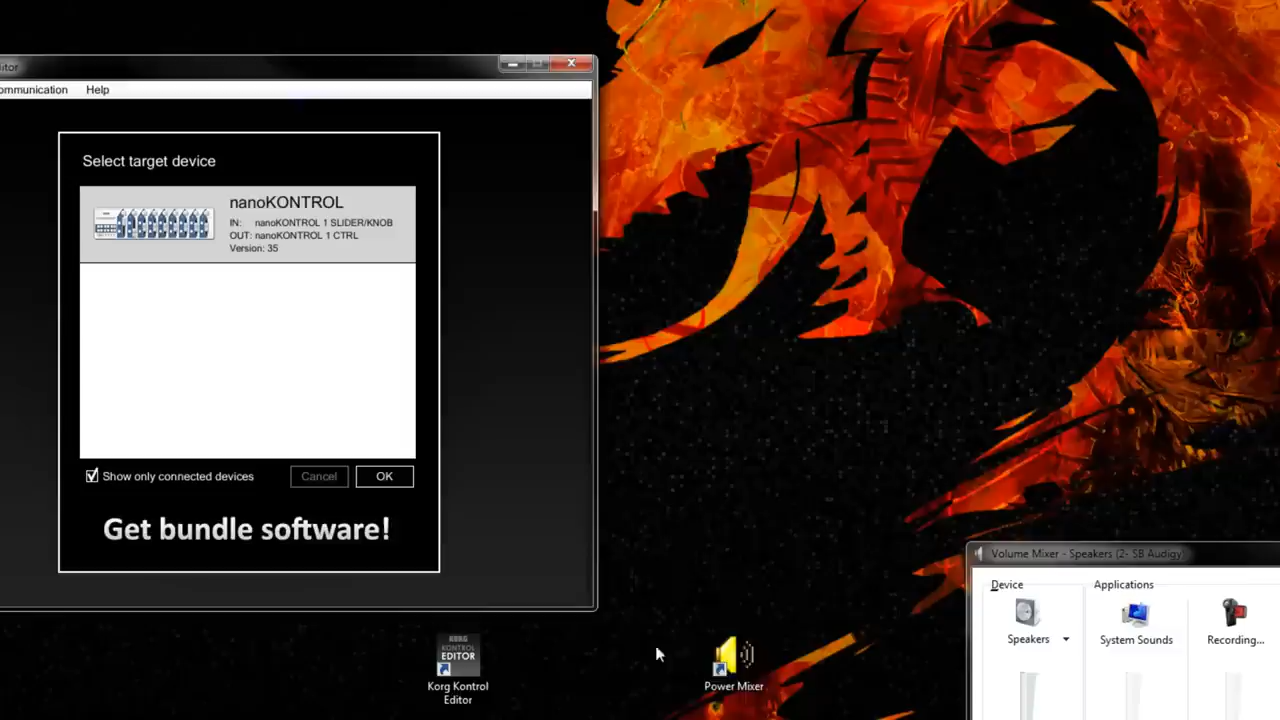 itor
ommunication Help
Select target device
nanoKONTROL
IN: nanoKONTROL 1 SLIDER/KNOB
OUT: nanoKONTROL 1 CTRL
Version: 35
Show only connected devices
Cancel
OK
Get bundle software!
KORG
KONTROL
EDITOR
Korg Kontrol
Editor
Power Mixer
Volume Mixer - Speakers (2- SB Audigy)
Device
Applications
Speakers
System Sounds
Recording...